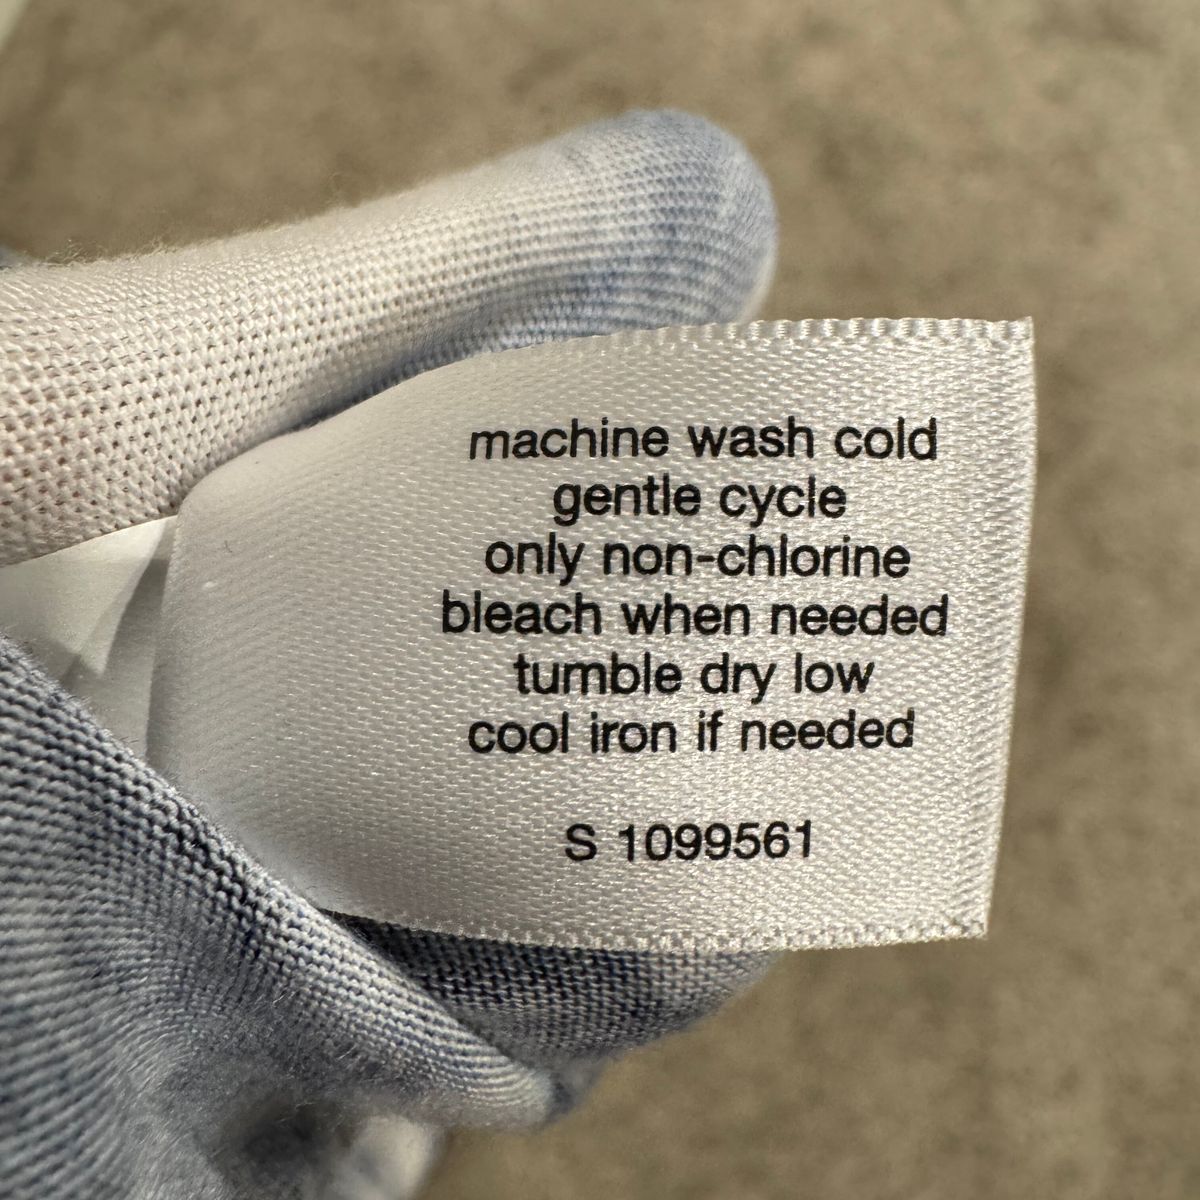 machine wash cold
gentle cycle
only non-chlorine
bleach when needed
tumble dry low
cool iron if needed
S 1099561